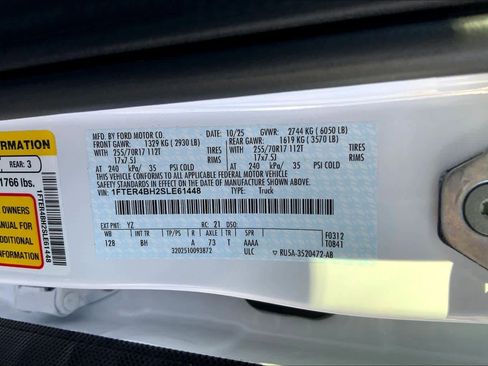 FORMATION
REAR: 3
1766 lbs.
OWNERS
MANUAL FOR
ADDITIONAL
INFORMATION
1FTER4BH2SLE61448
MFD. BY FORD MOTOR CO.
DATE: 10/25 GVWR: 2744 KG ( 6050 LB)
FRONT GAWR: 1329 KG ( 2930 LB)
REAR GAWR: 1619 KG ( 3570 LB)
WITH 255/70R17 112T TIRES
WITH 255/70R17 112T TIRES
17x7.5J RIMS
17x7.5J RIMS
AT 240 kPa/ 35 PSI COLD
AT 240 kPa/ 35 PSI COLD
THIS VEHICLE CONFORMS TO ALL APPLICABLE FEDERAL MOTOR VEHICLE
SAFETY STANDARDS IN EFFECT ON THE DATE OF MANUFACTURE SHOWN ABOVE.
VIN: 1FTER4BH2SLE61448
TYPE: TRUCK
EXT PNT: YZ RC: 21 DSO:
WB INT TR TP/PS R AXLE TR SPR F0312
128 BH A 73 T AAAA T0841
3202510093872 ULC RU5A-3520472-AB